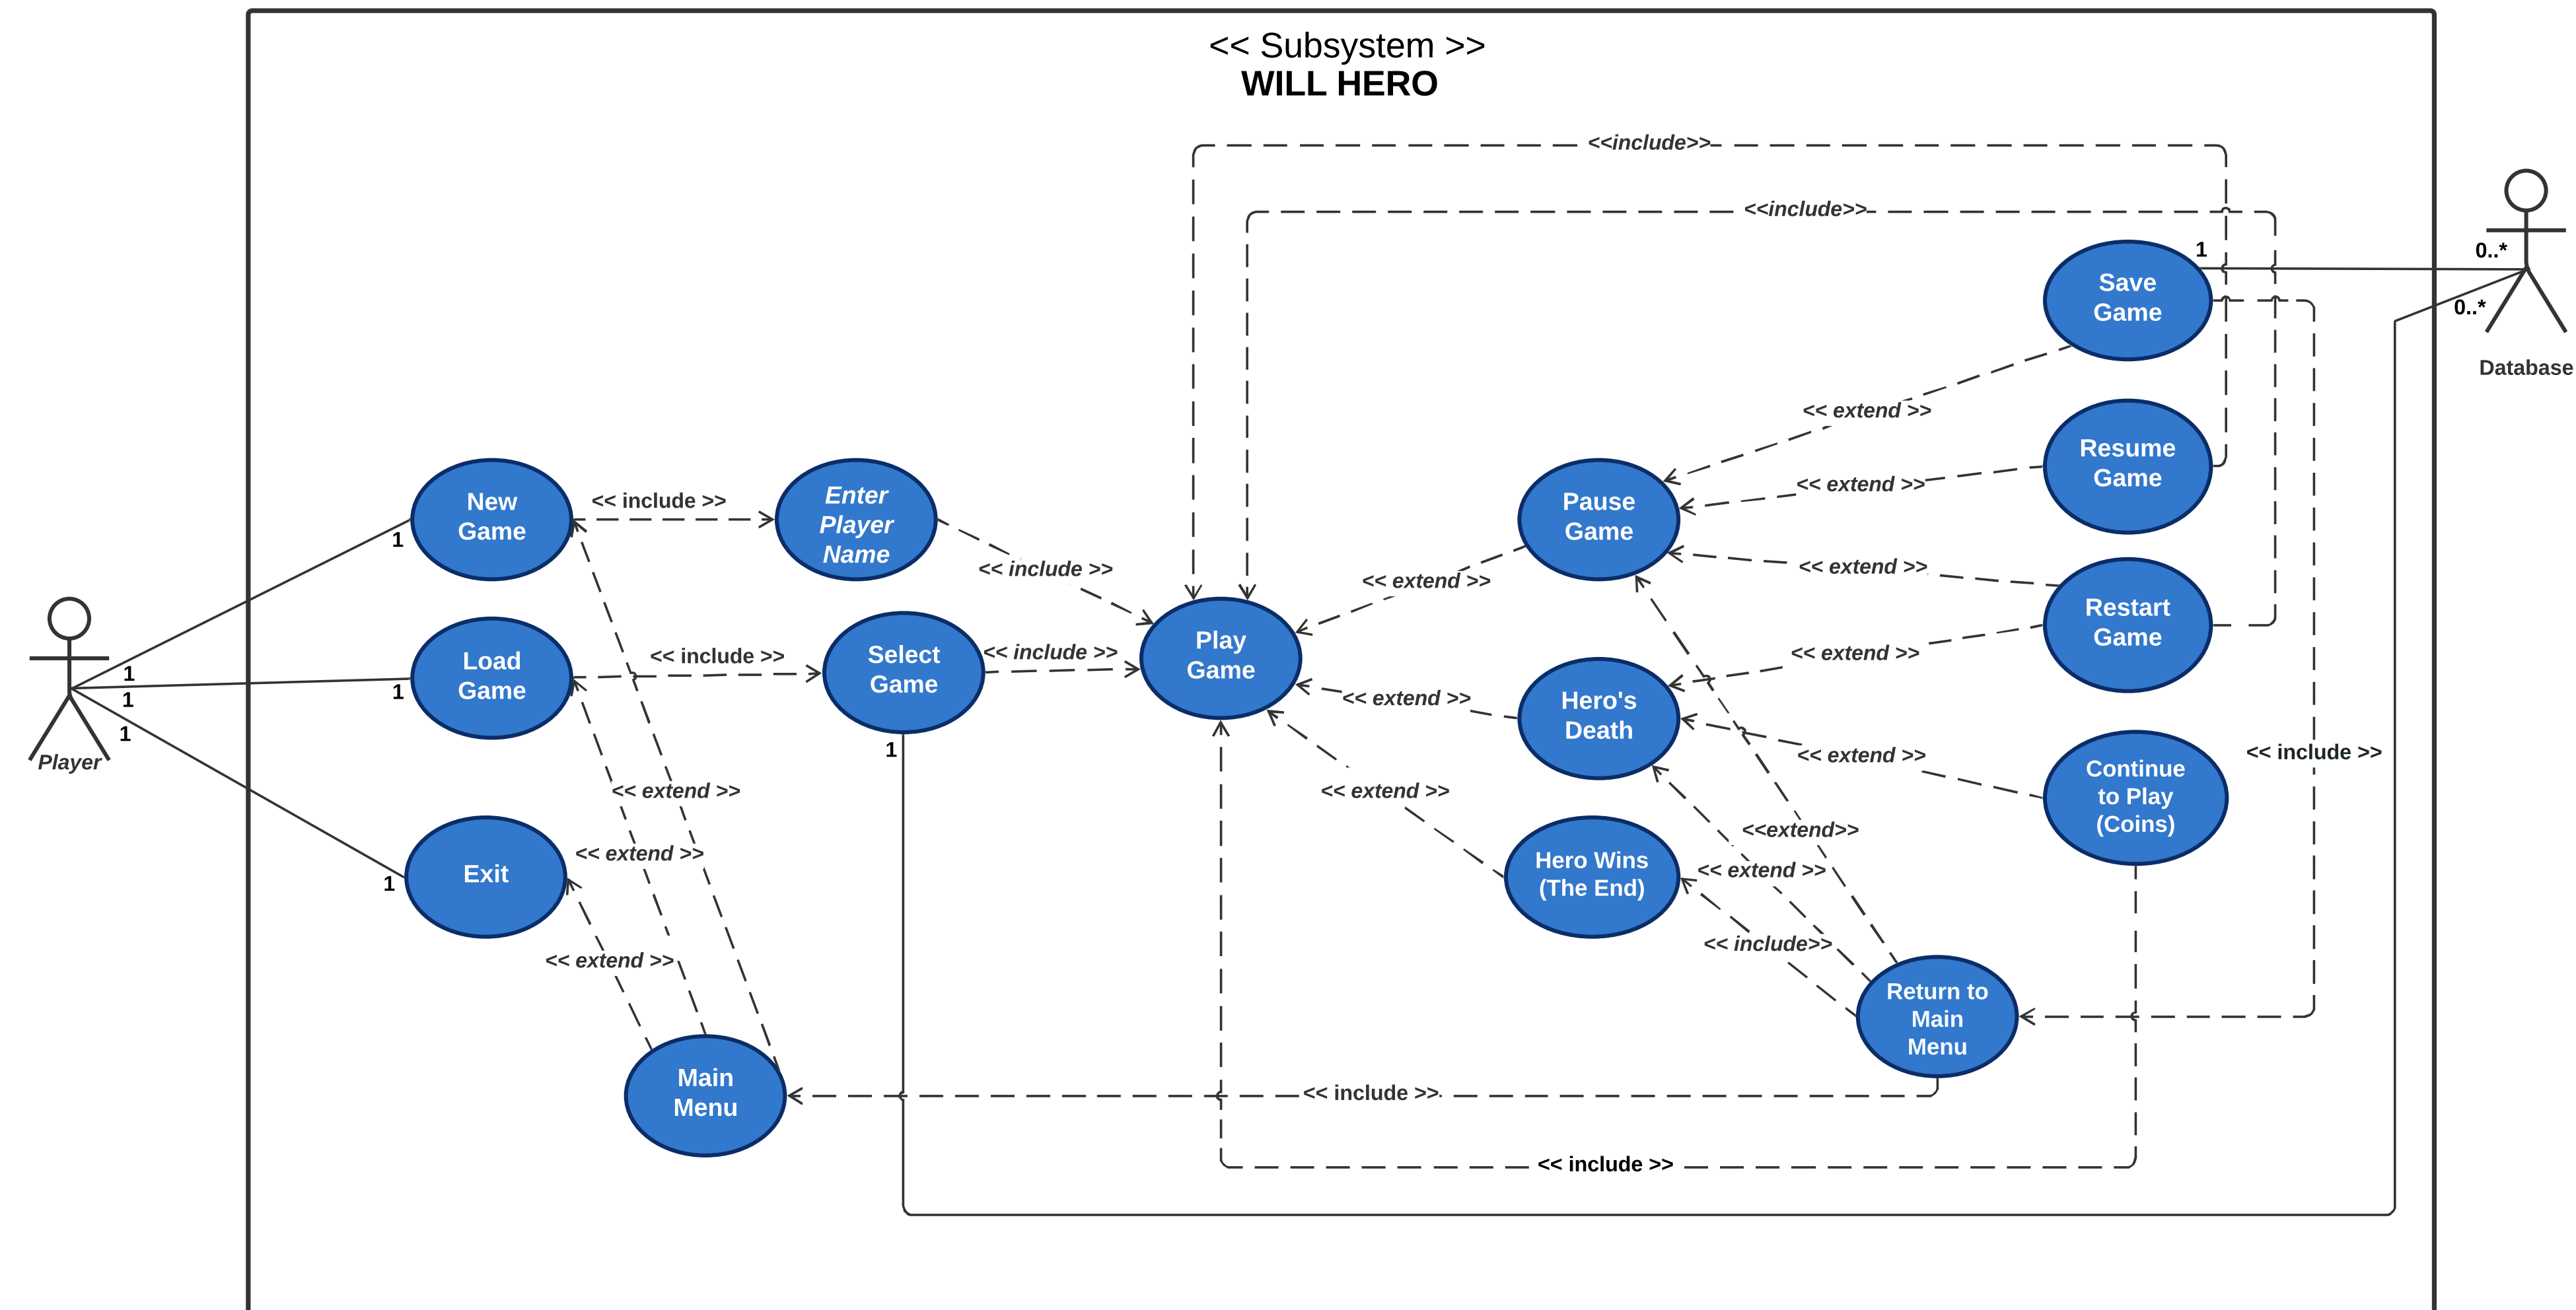 << Subsystem >>
WILL HERO
<<include>>
<<include>>
1
0..*
Save
Game
0..*
Database
<< extend >>
Resume
Game
<< extend >>
New
Game
<< include >>
Enter
Player
Name
Pause
Game
1
<< include >>
<< extend >>
<< extend >>
Restart
Game
Load
Game
<< include >>
Select
Game
<< include >>
Play
Game
<< extend >>
1
1
1
1
Player
<< extend >>
Hero's
Death
1
<< extend >>
<< include >>
Continue
to Play
(Coins)
<< extend >>
<< extend >>
<<extend>>
<< extend >>
Exit
1
Hero Wins
(The End)
<< extend >>
<< extend >>
<< include>>
Return to
Main
Menu
Main
Menu
<< include >>
<< include >>